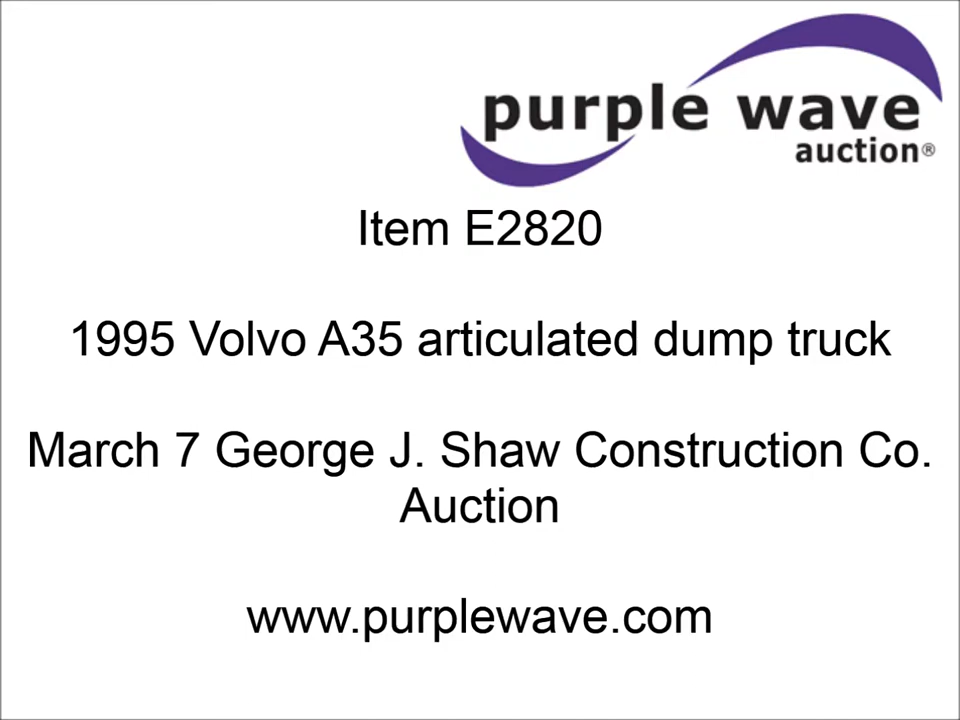 purple wave
auction®
Item E2820
1995 Volvo A35 articulated dump truck
March 7 George J. Shaw Construction Co.
Auction
www.purplewave.com